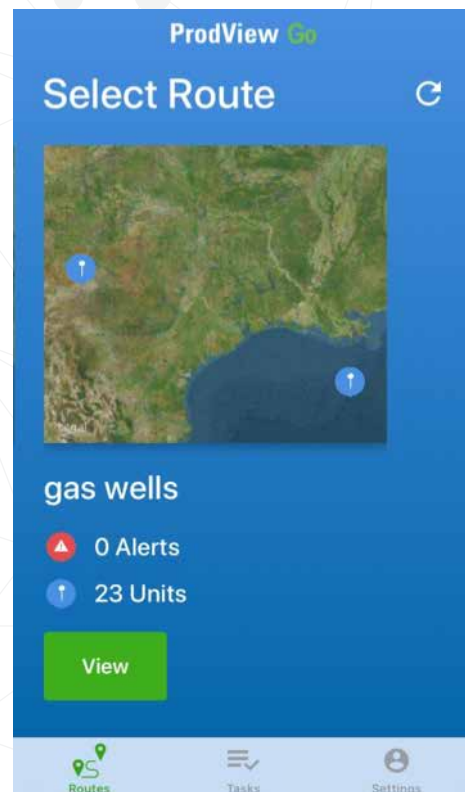 ProdView Go
Select Route
gas wells
0 Alerts
23 Units
View
Routes
Tasks
Settings